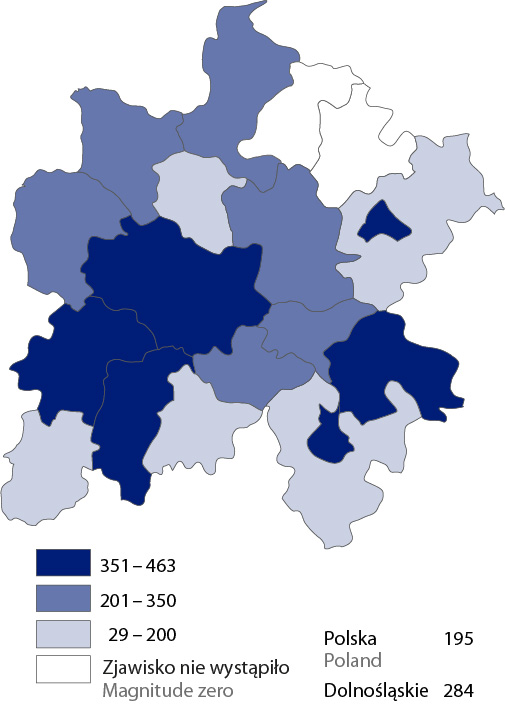 351 – 463
201 – 350
29 – 200
Zjawisko nie wystąpiło
Magnitude zero
Polska 195
Poland
Dolnośląskie 284